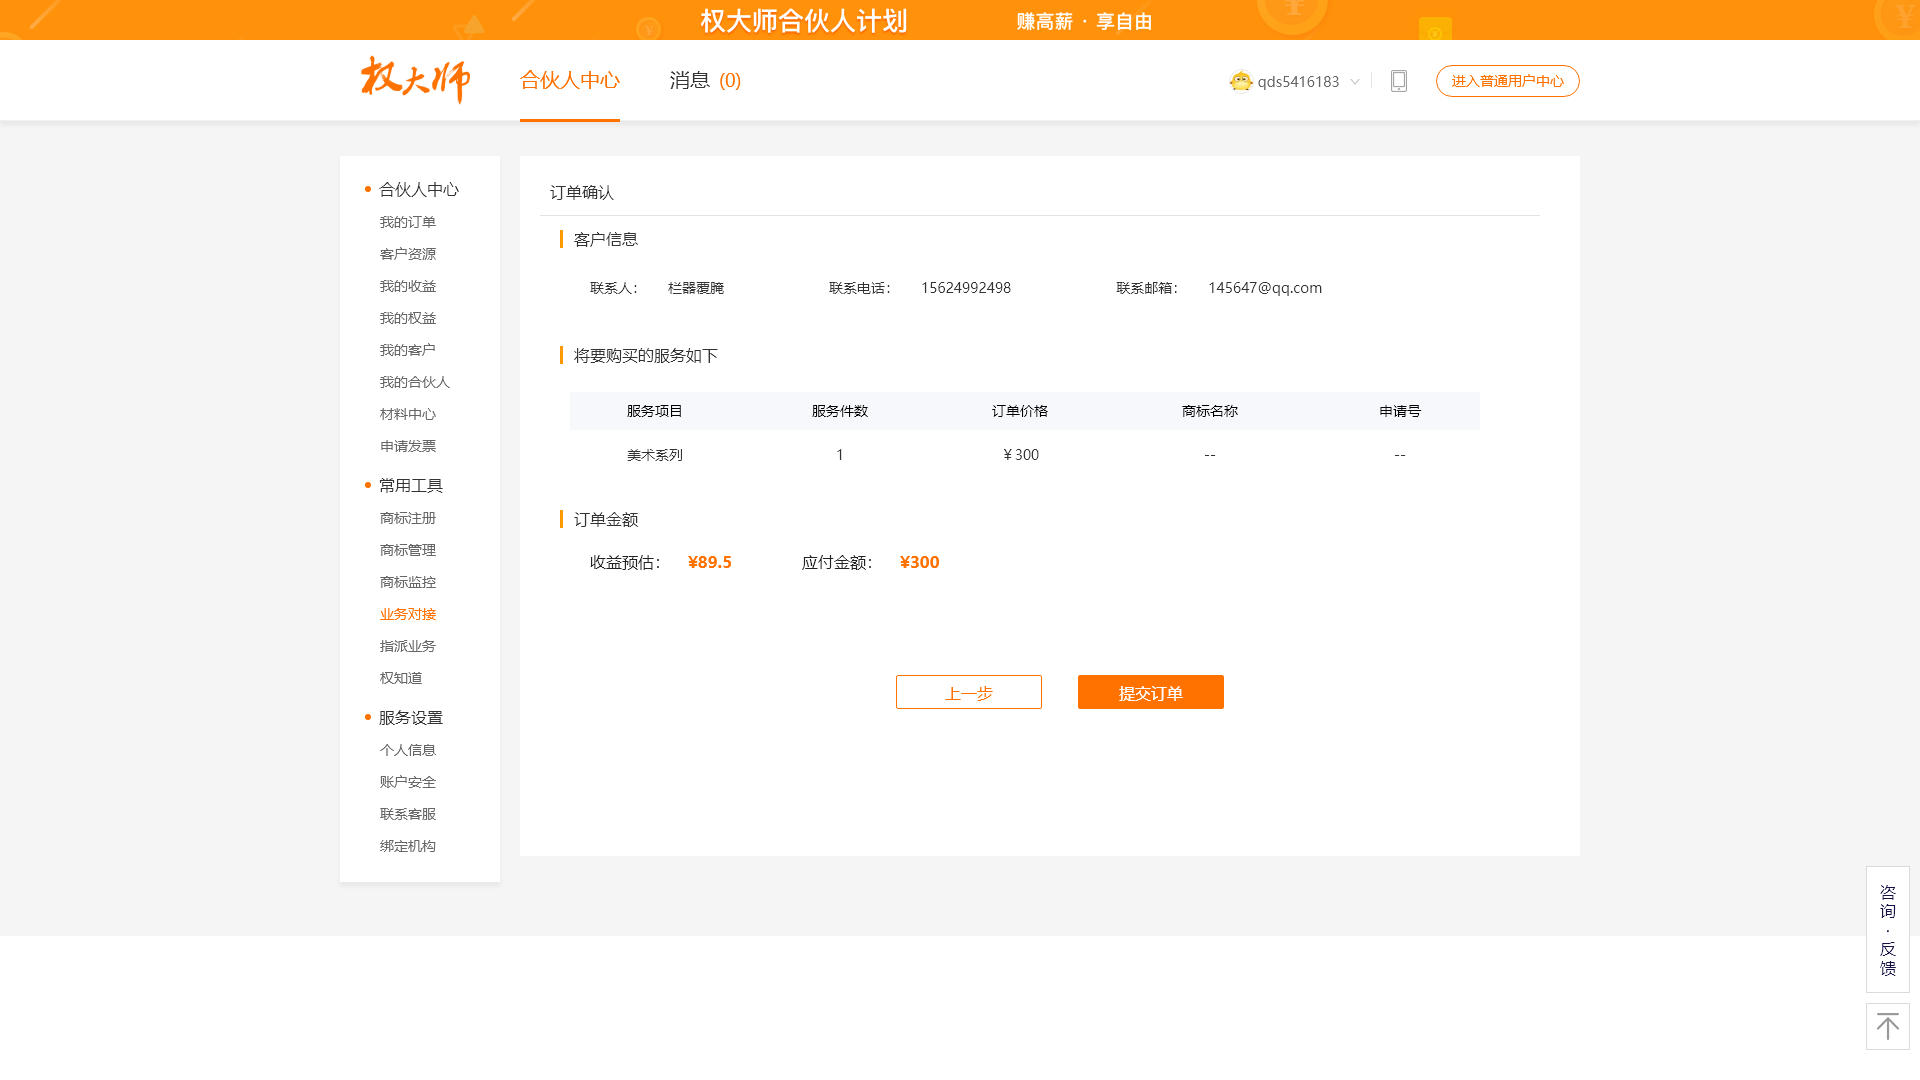 权大师合伙人计划 赚高薪 · 享自由
权大师 合伙人中心 消息 (0) qds5416183 进入普通用户中心
合伙人中心
我的订单
客户资源
我的收益
我的权益
我的客户
我的合伙人
材料中心
申请发票
常用工具
商标注册
商标管理
商标监控
业务对接
指派业务
权知道
服务设置
个人信息
账户安全
联系客服
绑定机构
订单确认
客户信息
联系人： 栏器覆腌 联系电话： 15624992498 联系邮箱： 145647@qq.com
将要购买的服务如下
服务项目 服务件数 订单价格 商标名称 申请号
美术系列 1 ¥ 300 -- --
订单金额
收益预估： ¥89.5 应付金额： ¥300
上一步 提交订单
咨询·反馈